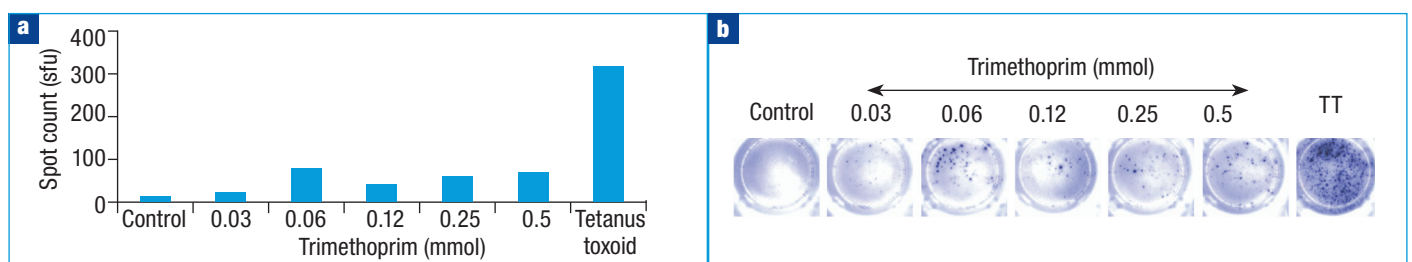 a
Spot count (sfu)
400
300
200
100
0
Control 0.03 0.06 0.12 0.25 0.5 Tetanus
toxoid
Trimethoprim (mmol)
b
Trimethoprim (mmol)
Control 0.03 0.06 0.12 0.25 0.5 TT